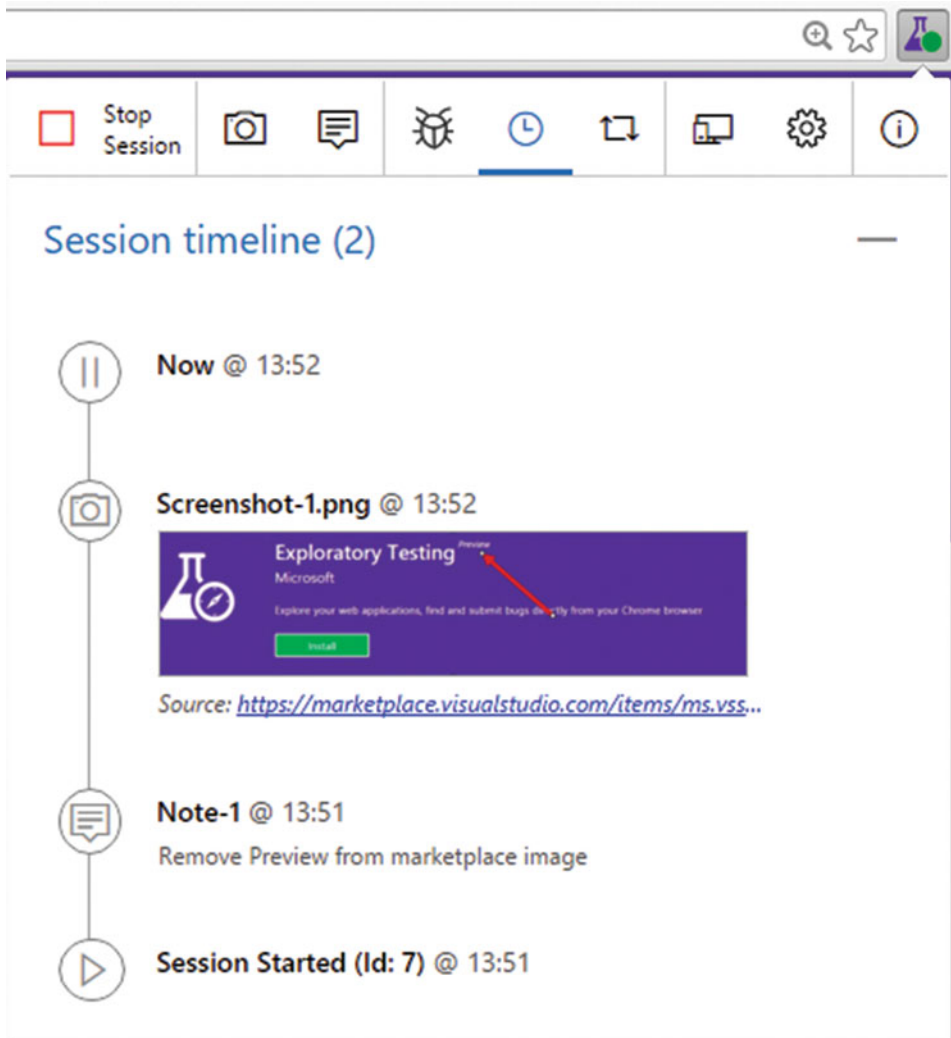 Stop
Session
Session timeline (2)
Now @ 13:52
Screenshot-1.png @ 13:52
Exploratory Testing Preview
Microsoft
Explore your web applications, find and submit bugs directly from your Chrome browser
Install
Source: https://marketplace.visualstudio.com/items/ms.vss...
Note-1 @ 13:51
Remove Preview from marketplace image
Session Started (Id: 7) @ 13:51